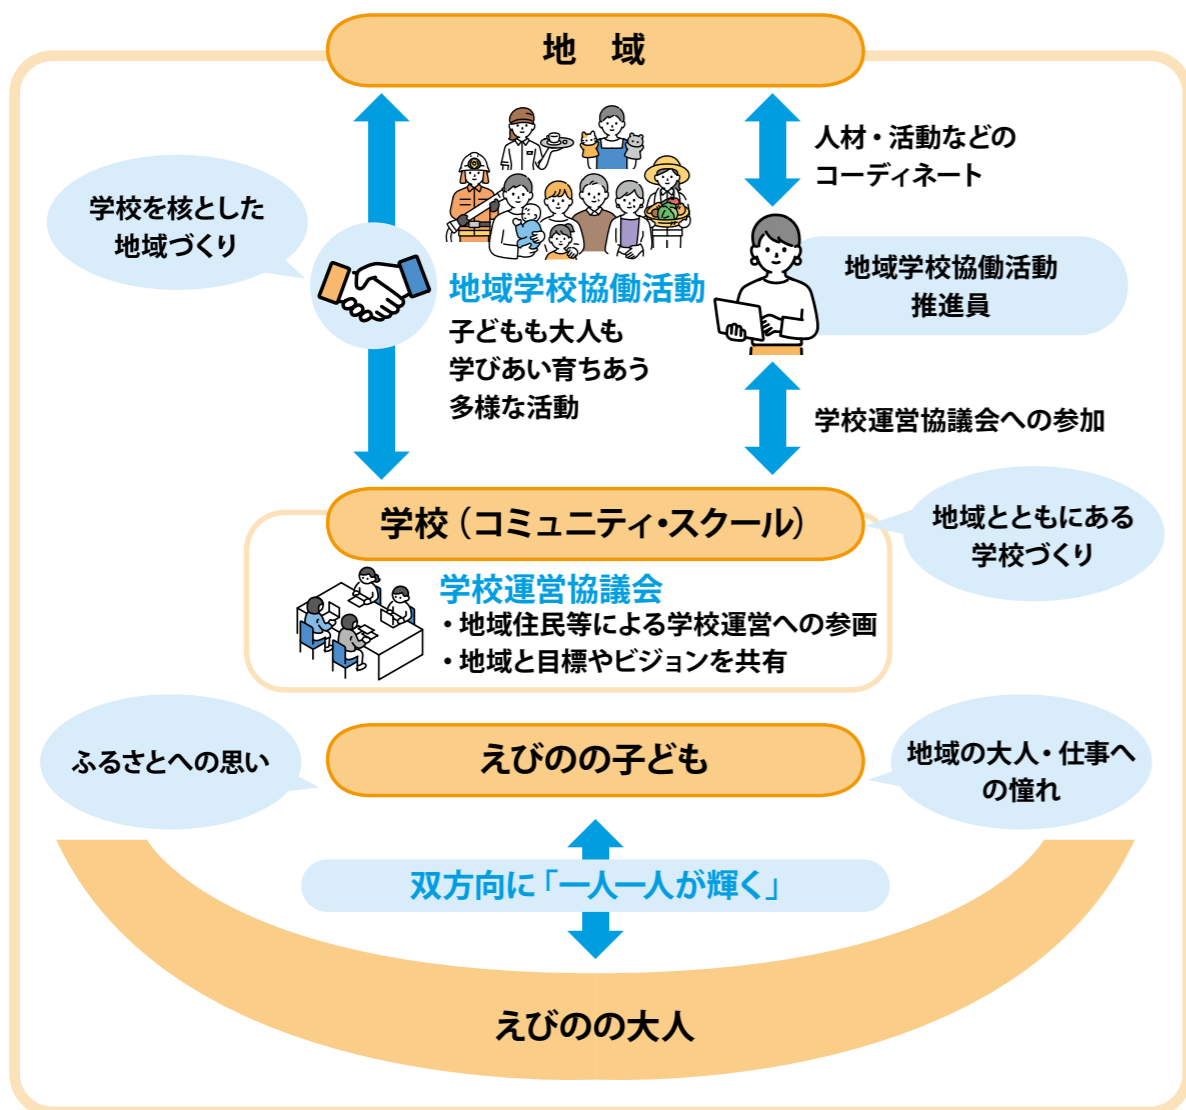 地　域
人材・活動などの
コーディネート
学校を核とした
地域づくり
地域学校協働活動
推進員
地域学校協働活動
子どもも大人も
学びあい育ちあう
多様な活動
学校運営協議会への参加
学校（コミュニティ・スクール）
地域とともにある
学校づくり
学校運営協議会
・地域住民等による学校運営への参画
・地域と目標やビジョンを共有
ふるさとへの思い
えびのの子ども
地域の大人・仕事へ
の憧れ
双方向に「一人一人が輝く」
えびのの大人